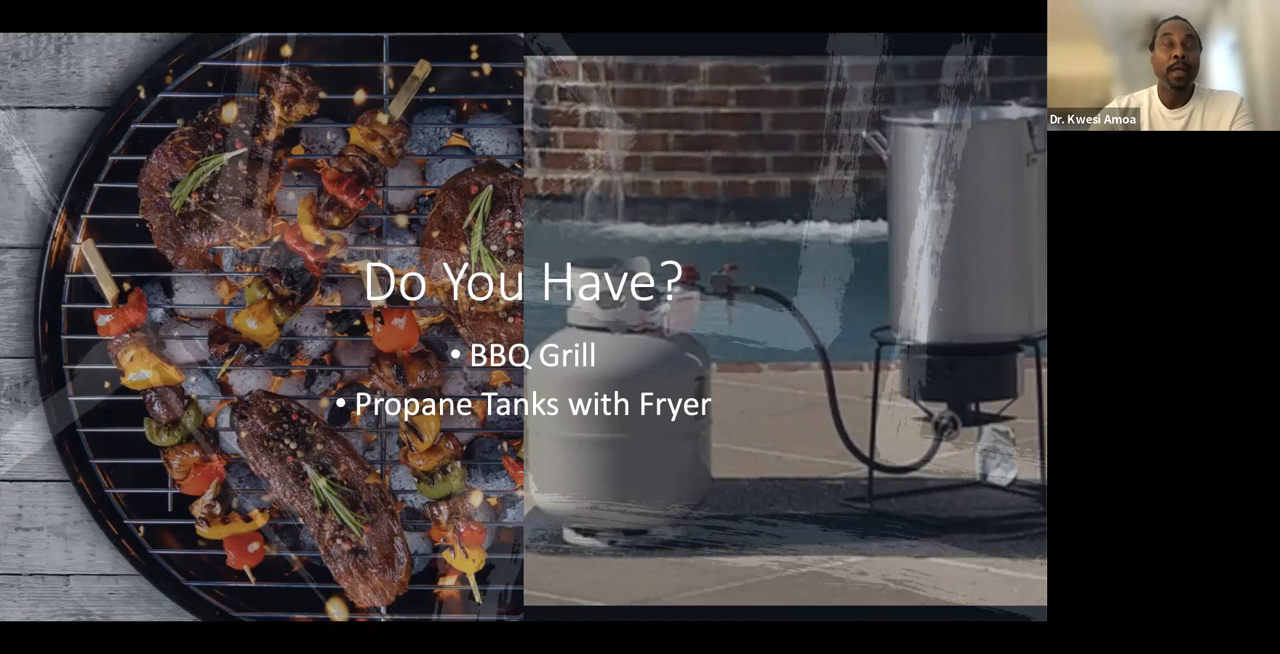 Do You Have?
• BBQ Grill
• Propane Tanks with Fryer
Dr. Kwesi Amoa